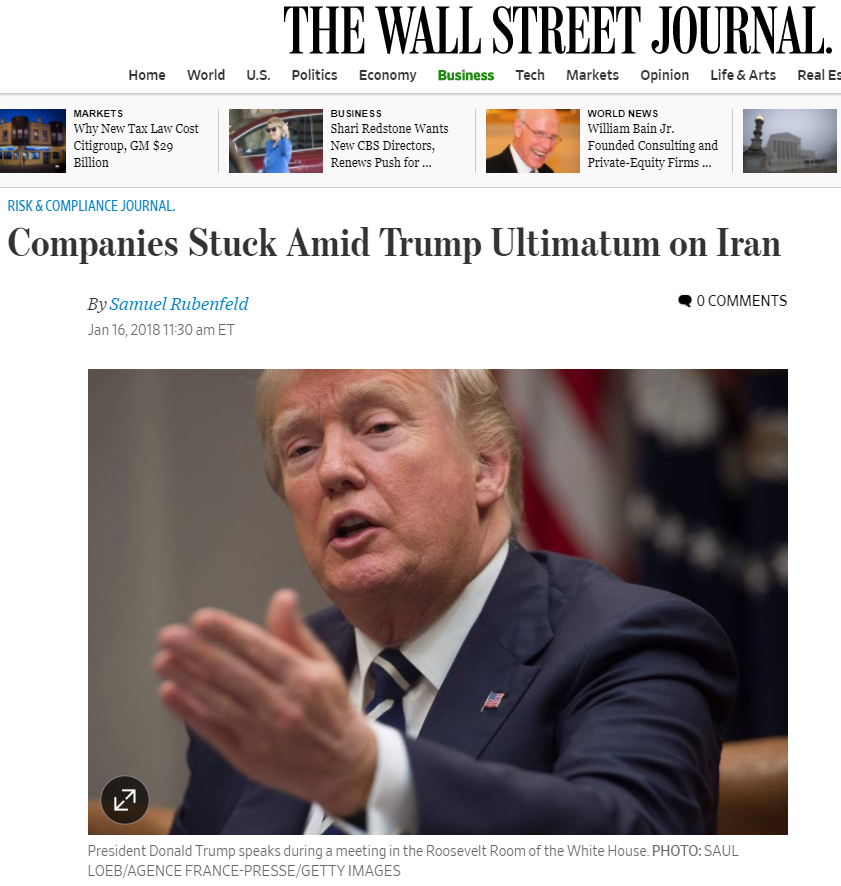 THE WALL STREET JOURNAL.
Home World U.S. Politics Economy Business Tech Markets Opinion Life & Arts Real Es
MARKETS
Why New Tax Law Cost
Citigroup, GM $29
Billion
BUSINESS
Shari Redstone Wants
New CBS Directors,
Renews Push for ...
WORLD NEWS
William Bain Jr.
Founded Consulting and
Private-Equity Firms ...
RISK & COMPLIANCE JOURNAL.
Companies Stuck Amid Trump Ultimatum on Iran
By Samuel Rubenfeld
0 COMMENTS
Jan 16, 2018 11:30 am ET
President Donald Trump speaks during a meeting in the Roosevelt Room of the White House. PHOTO: SAUL
LOEB/AGENCE FRANCE-PRESSE/GETTY IMAGES